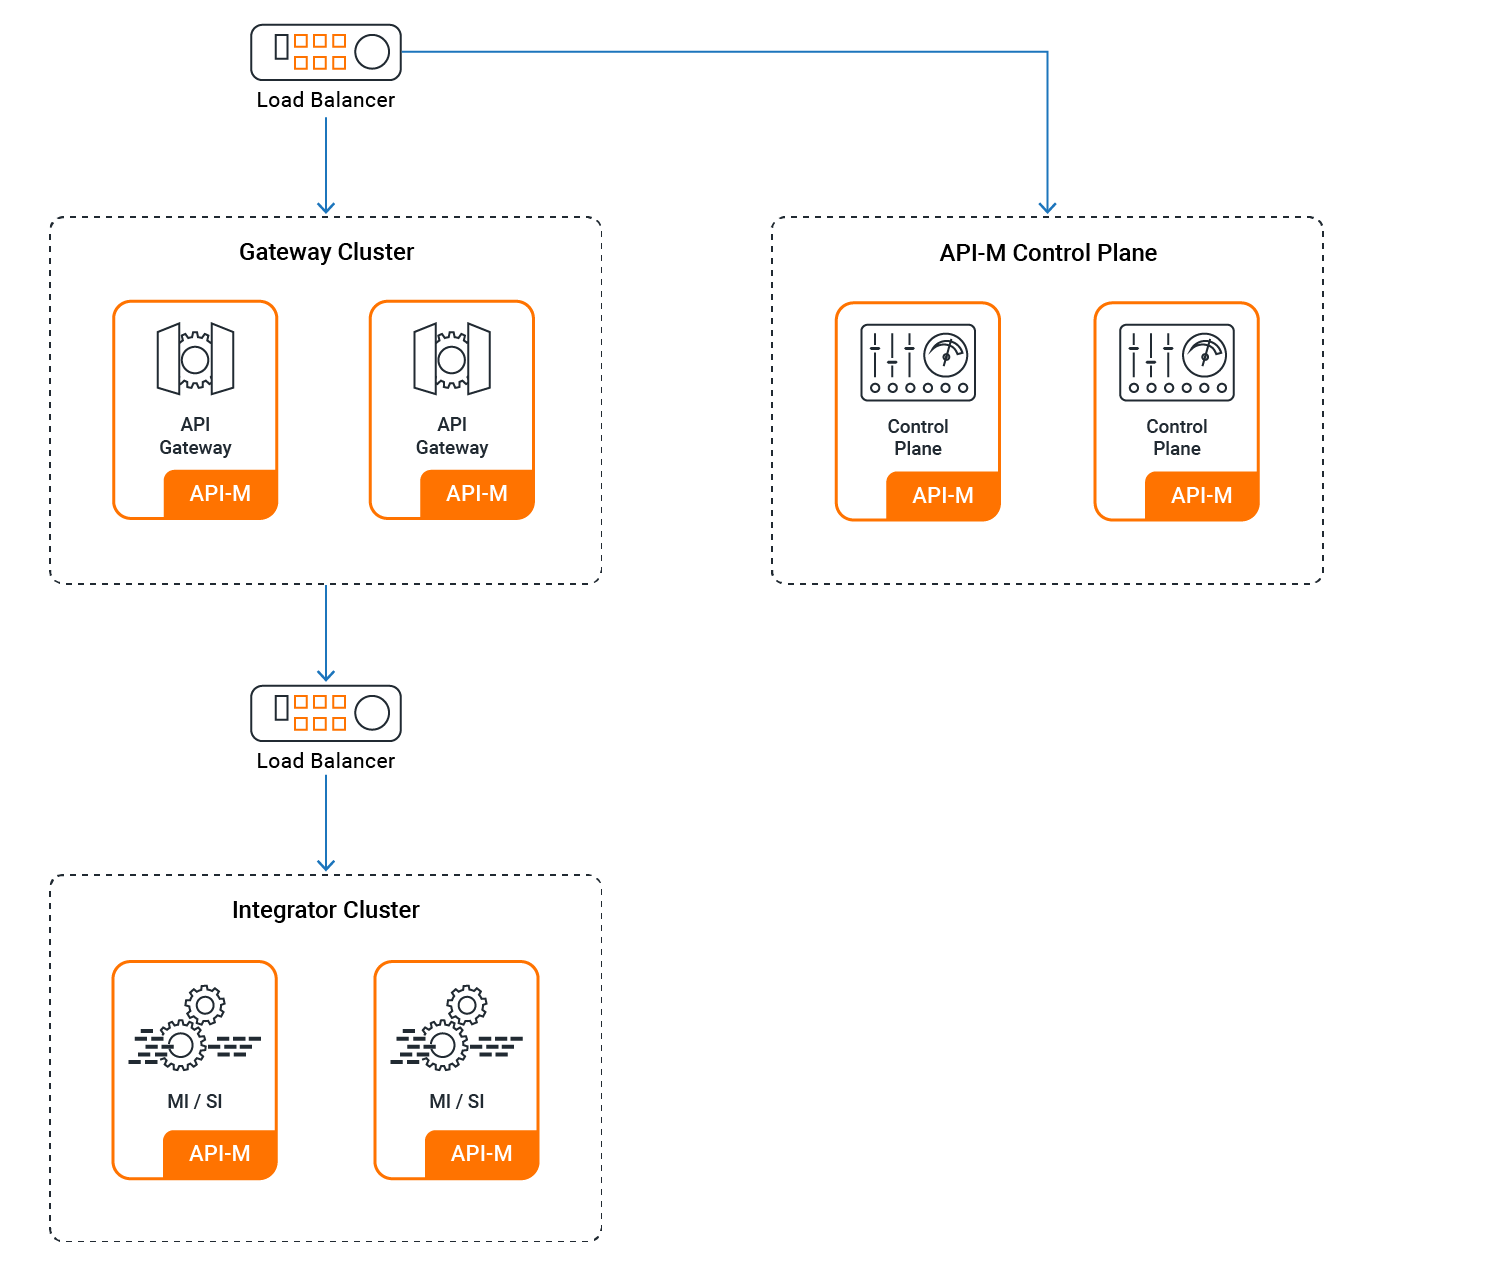 Load Balancer
Gateway Cluster
API
Gateway
API-M
API
Gateway
API-M
API-M Control Plane
Control
Plane
API-M
Control
Plane
API-M
Load Balancer
Integrator Cluster
MI / SI
API-M
MI / SI
API-M